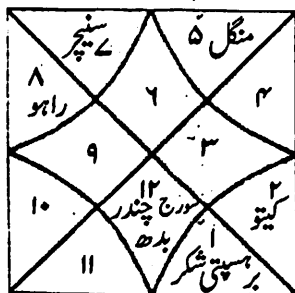 سنیچر ۷
منگل ۵
۸
راہو
۶
۴
۹
۳
۱۰
۱۲
سورج چندر
بدھ
۲
کیتو
۱۱
۱
برہسپتی شکر